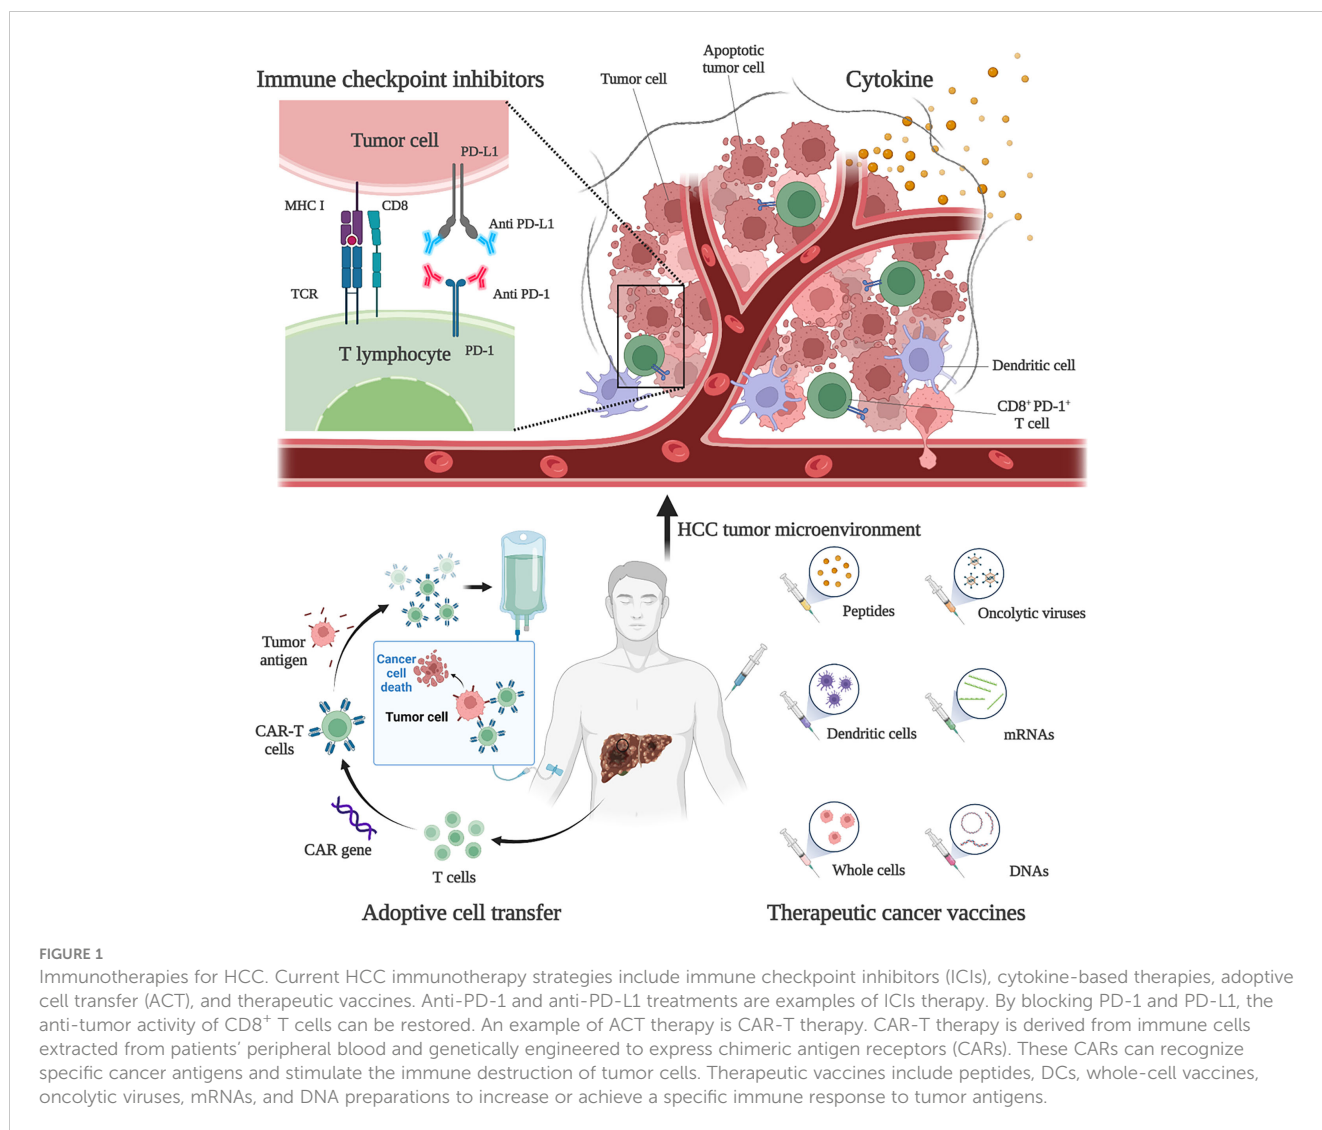 Immune checkpoint inhibitors
Tumor cell
PD-L1
MHC I
CD8
Anti PD-L1
TCR
Anti PD-1
T lymphocyte
PD-1
Tumor cell
Apoptotic
tumor cell
Cytokine
Dendritic cell
CD8⁺ PD-1⁺
T cell
HCC tumor microenvironment
Tumor
antigen
Cancer
cell
death
Tumor cell
CAR-T
cells
CAR gene
T cells
Adoptive cell transfer
Peptides
Oncolytic viruses
Dendritic cells
mRNAs
Whole cells
DNAs
Therapeutic cancer vaccines
FIGURE 1
Immunotherapies for HCC. Current HCC immunotherapy strategies include immune checkpoint inhibitors (ICIs), cytokine-based therapies, adoptive
cell transfer (ACT), and therapeutic vaccines. Anti-PD-1 and anti-PD-L1 treatments are examples of ICIs therapy. By blocking PD-1 and PD-L1, the
anti-tumor activity of CD8⁺ T cells can be restored. An example of ACT therapy is CAR-T therapy. CAR-T therapy is derived from immune cells
extracted from patients’ peripheral blood and genetically engineered to express chimeric antigen receptors (CARs). These CARs can recognize
specific cancer antigens and stimulate the immune destruction of tumor cells. Therapeutic vaccines include peptides, DCs, whole-cell vaccines,
oncolytic viruses, mRNAs, and DNA preparations to increase or achieve a specific immune response to tumor antigens.